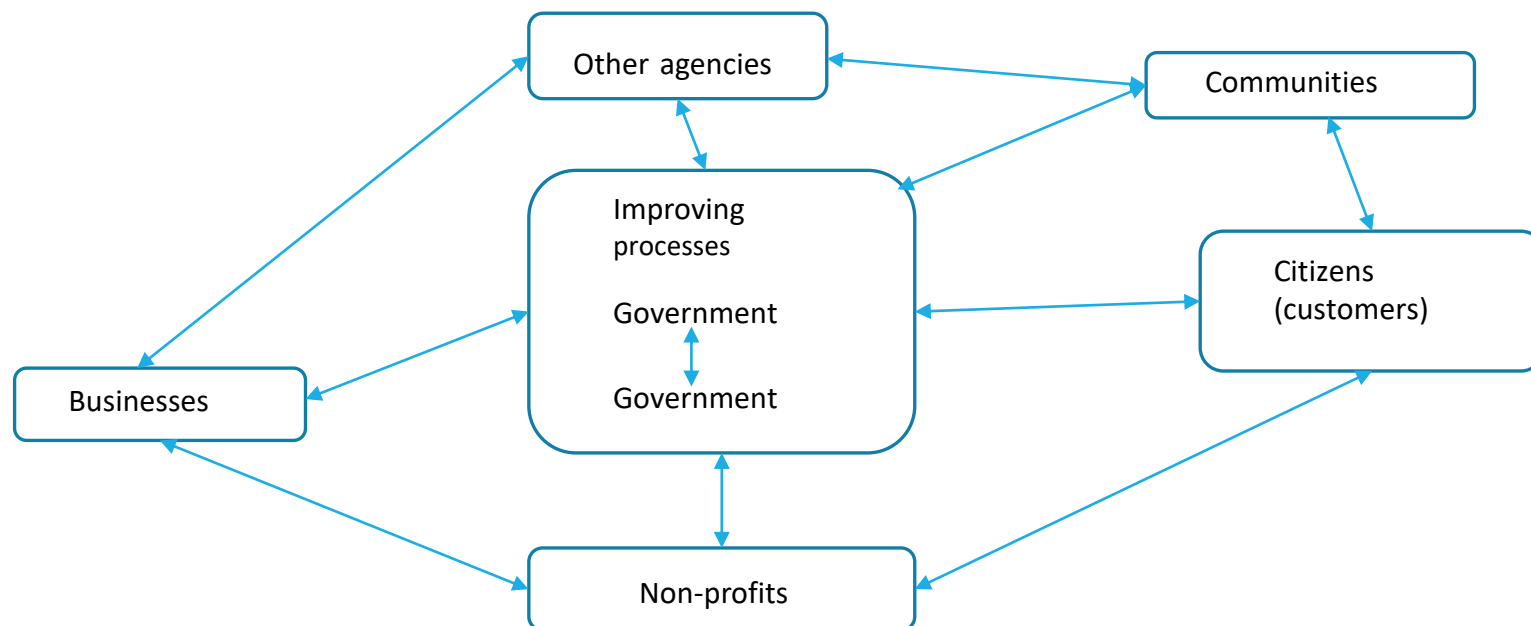 Other agencies
Communities
Improving
processes
Government
Government
Citizens
(customers)
Businesses
Non-profits